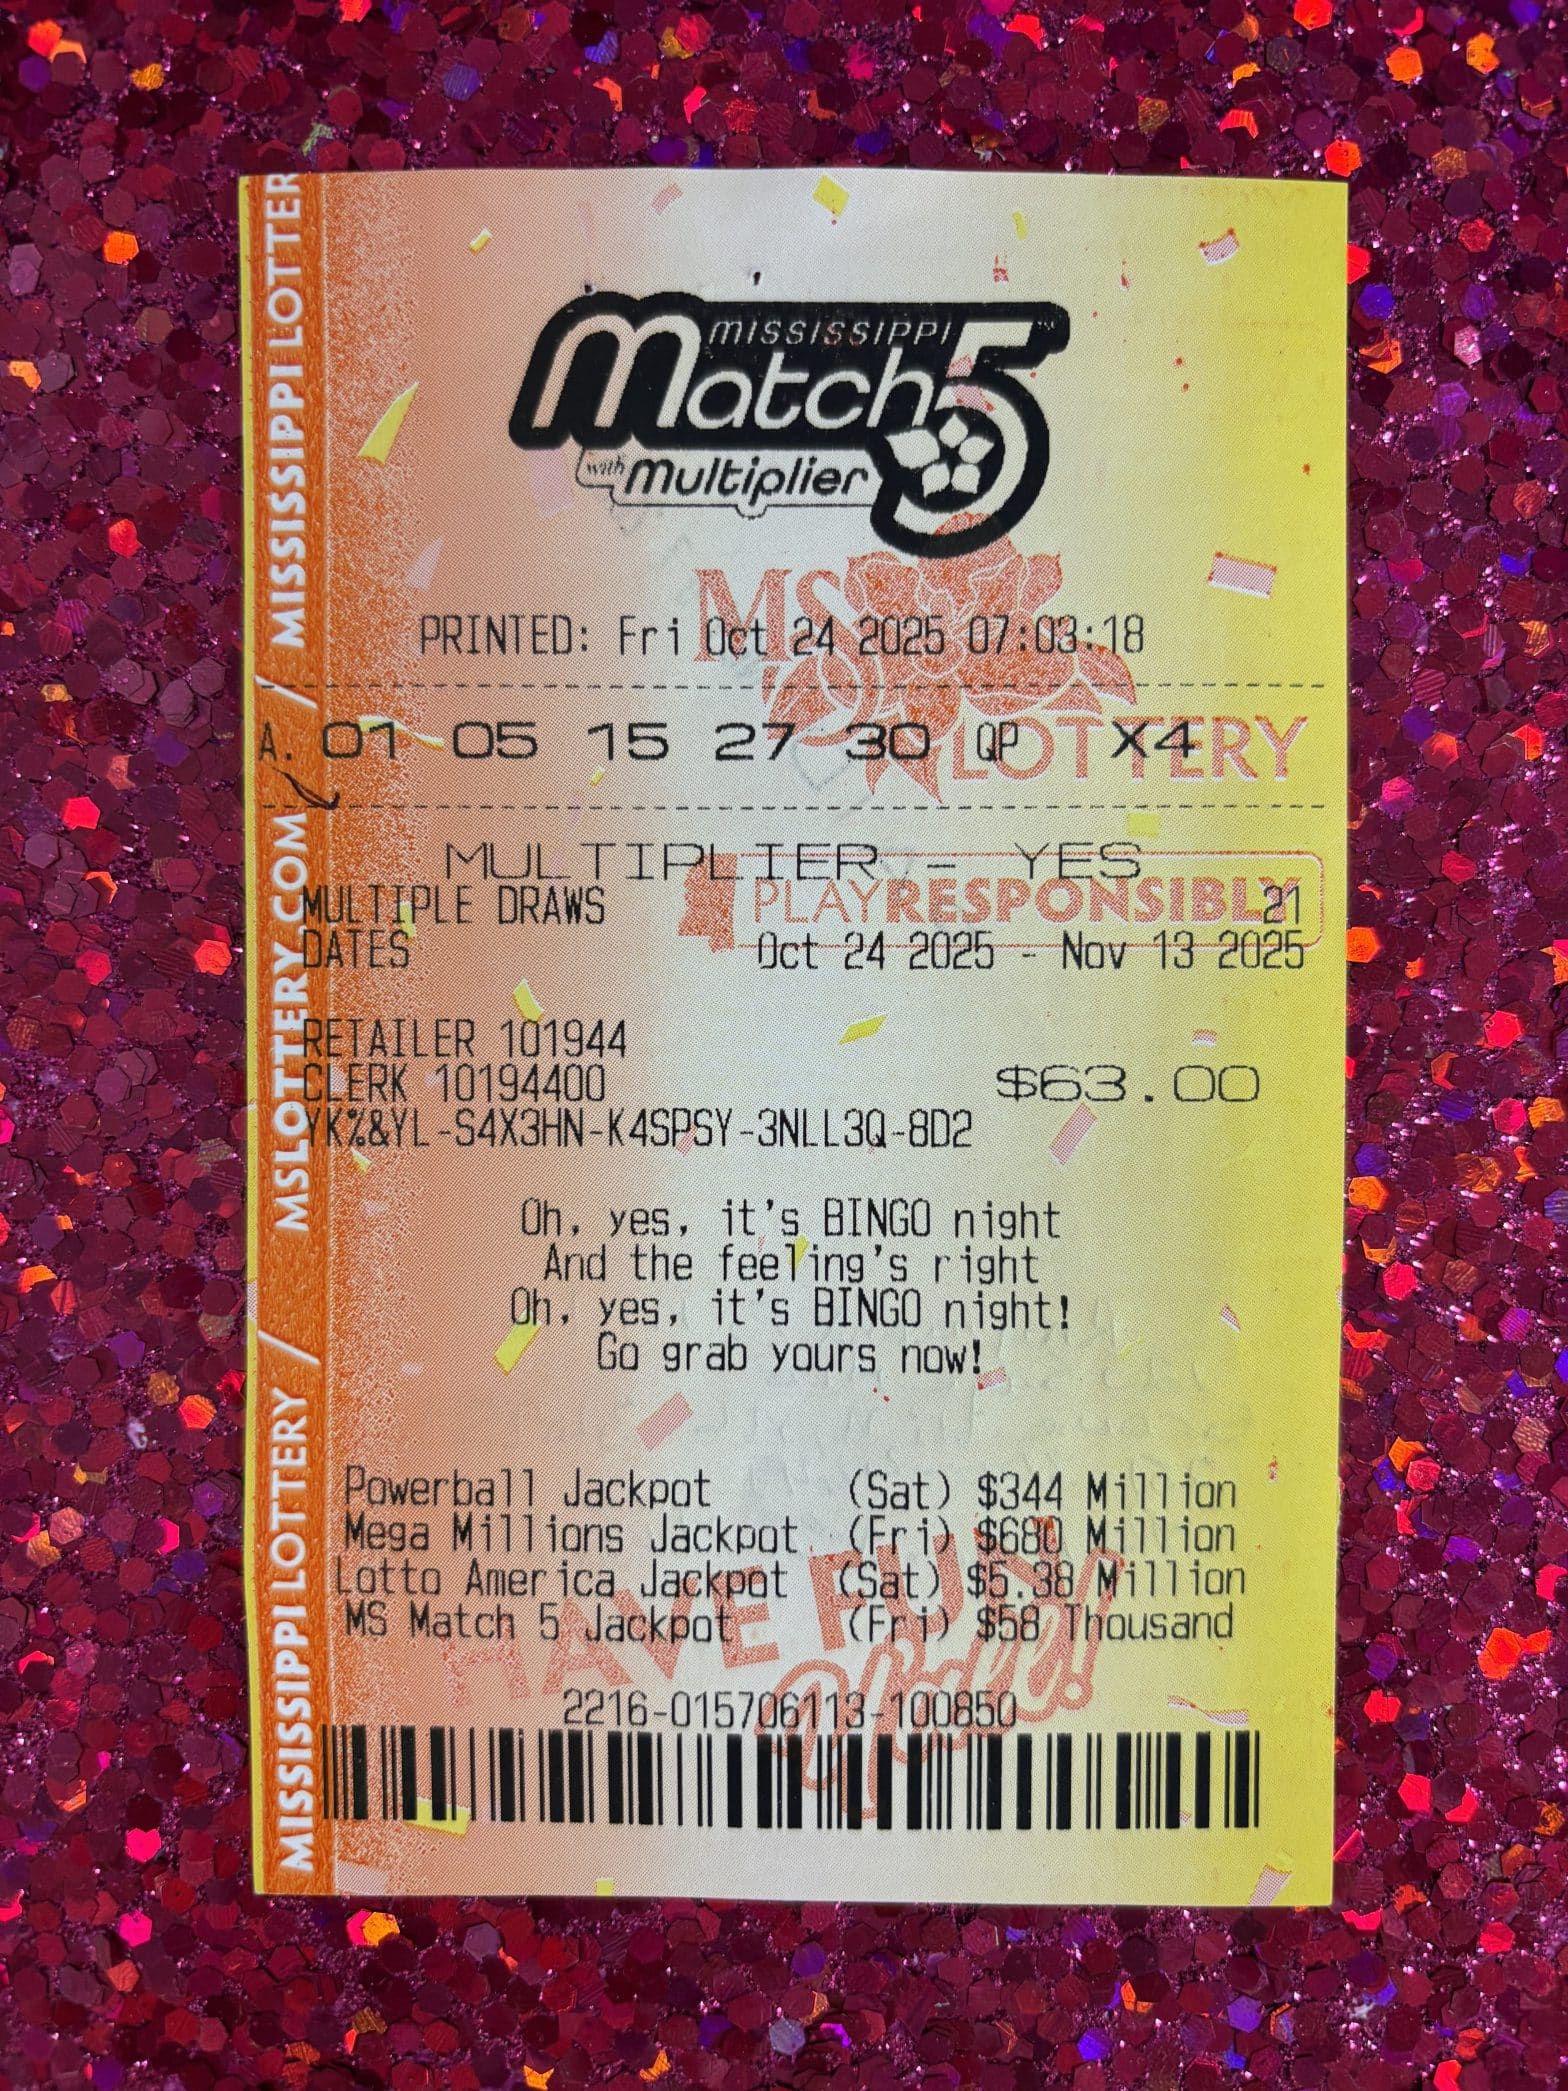 MISSISSIPPI
Match 5
with Multiplier
PRINTED: Fri Oct 24 2025 07:03:18
A. 01 05 15 27 30 QP X4
MS
LOTTERY
MULTIPLIER - YES
PLAYRESPONSIBLY
MULTIPLE DRAWS 21
DATES Oct 24 2025 - Nov 13 2025
RETAILER 101944
CLERK 10194400 $63.00
YK%&YL-S4X3HN-K4SPSY-3NLL3Q-8D2
Oh, yes, it's BINGO night
And the feeling's right
Oh, yes, it's BINGO night!
Go grab yours now!
Powerball Jackpot (Sat) $344 Million
Mega Millions Jackpot (Fri) $680 Million
Lotto America Jackpot (Sat) $5.38 Million
MS Match 5 Jackpot (Fri) $58 Thousand
HAVE FUN
Y'all!
2216-015706113-100850
MISSISSIPPI LOTTERY / MSLOTTERY.COM / MISSISSIPPI LOTTER